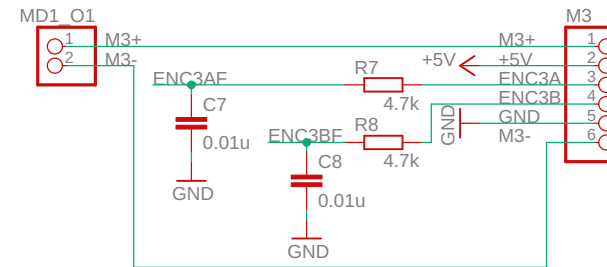 MD1_O1
M3
1 M3+
M3+ 1
2 M3-
+5V
+5V 2
ENC3AF
R7
ENC3A 3
4.7k
ENC3B 4
C7
0.01u
GND
GND 5
ENC3BF
R8
M3- 6
4.7k
C8
GND
0.01u
GND